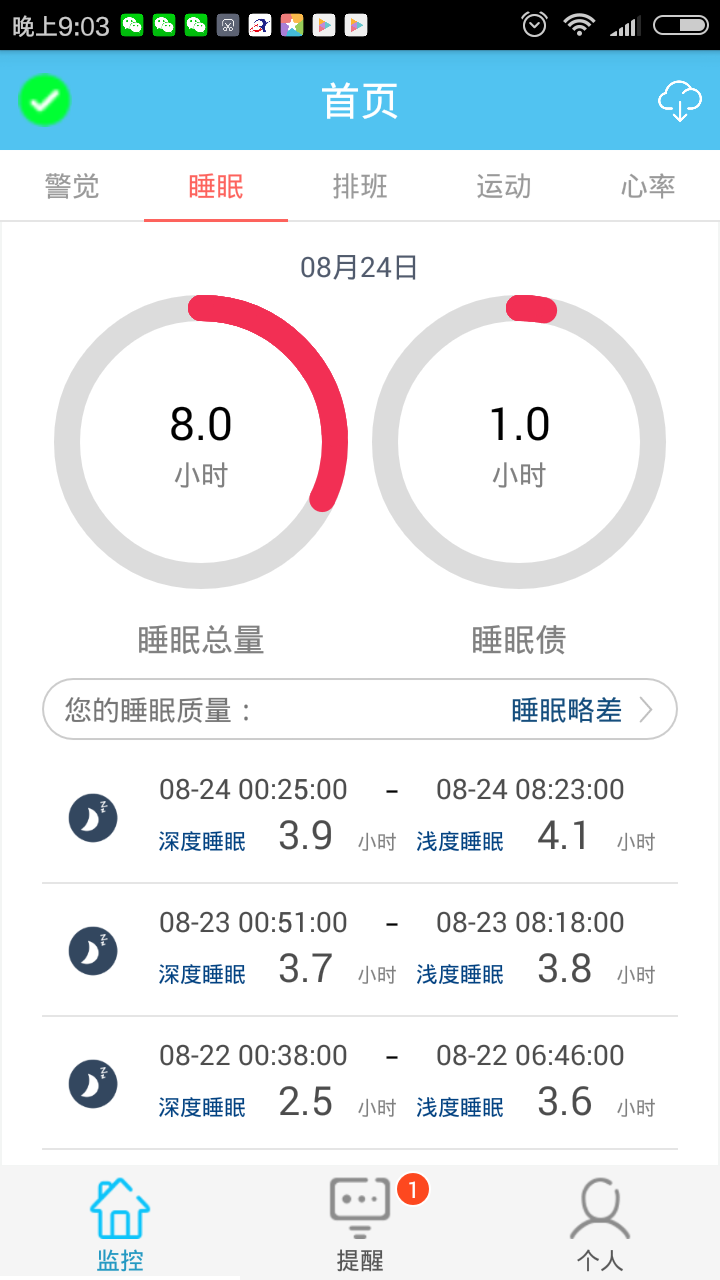 晚上9:03
首页
警觉 睡眠 排班 运动 心率
08月24日
8.0 1.0
小时 小时
睡眠总量 睡眠债
您的睡眠质量： 睡眠略差
08-24 00:25:00 - 08-24 08:23:00
深度睡眠 3.9 小时 浅度睡眠 4.1 小时
08-23 00:51:00 - 08-23 08:18:00
深度睡眠 3.7 小时 浅度睡眠 3.8 小时
08-22 00:38:00 - 08-22 06:46:00
深度睡眠 2.5 小时 浅度睡眠 3.6 小时
1
监控 提醒 个人